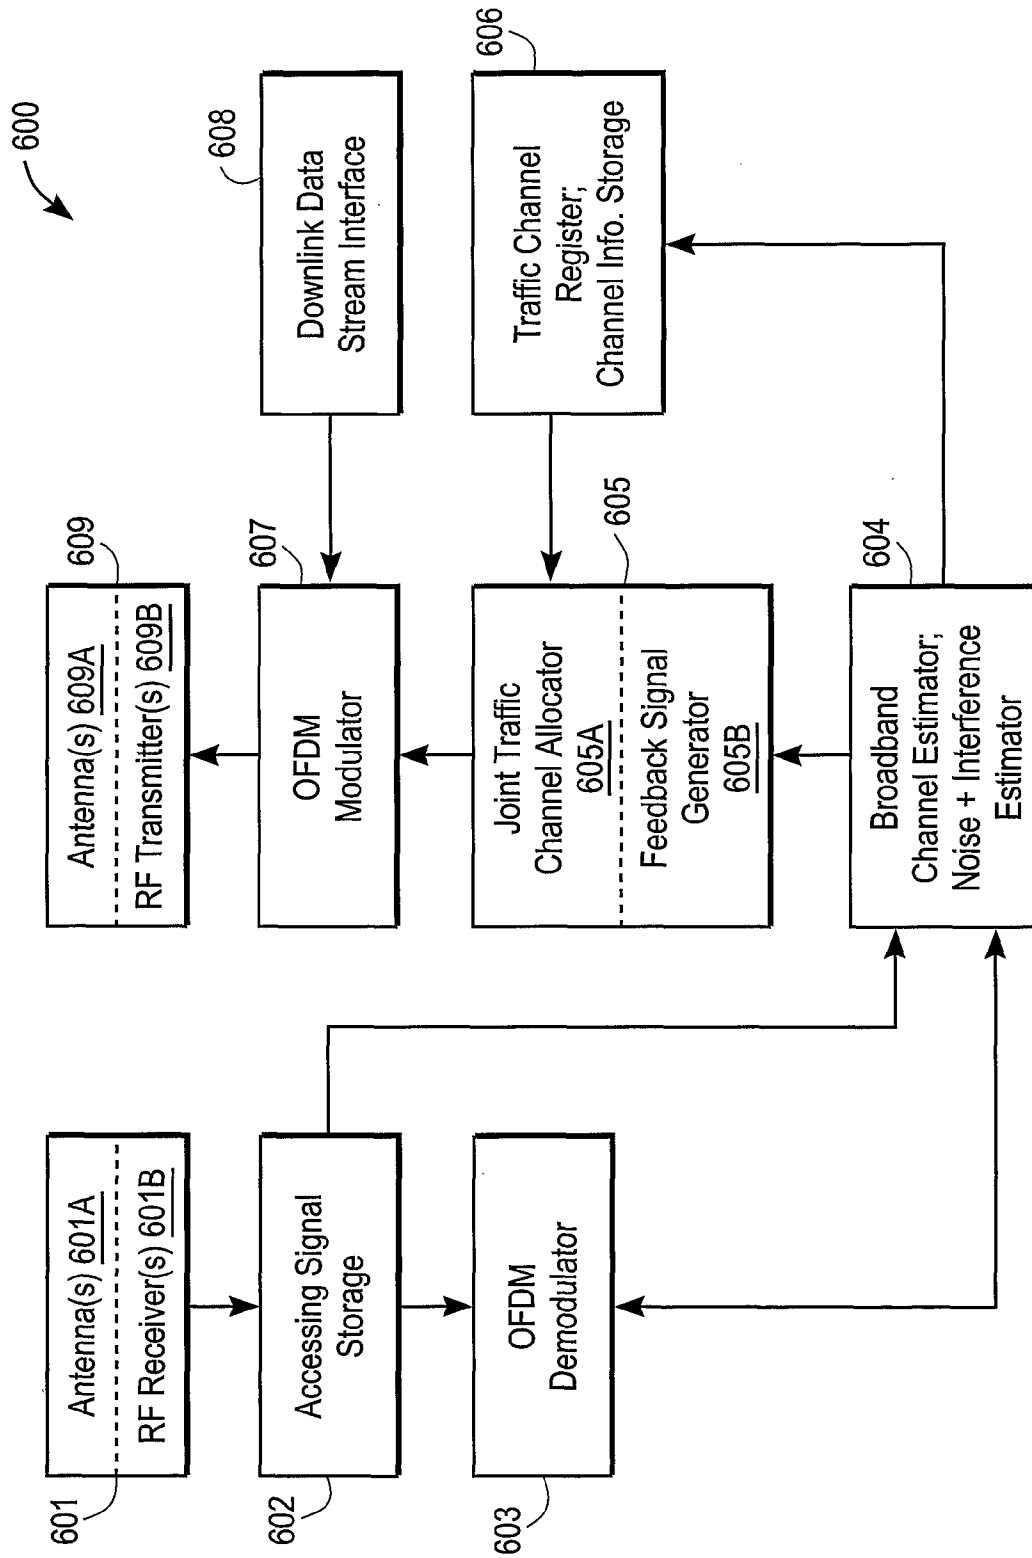 600
601
Antenna(s) 601A
RF Receiver(s) 601B
602
Accessing Signal
Storage
603
OFDM
Demodulator
609
Antenna(s) 609A
RF Transmitter(s) 609B
607
OFDM
Modulator
608
Downlink Data
Stream Interface
605
Joint Traffic
Channel Allocator
605A
Feedback Signal
Generator
605B
606
Traffic Channel
Register;
Channel Info. Storage
604
Broadband
Channel Estimator;
Noise + Interference
Estimator